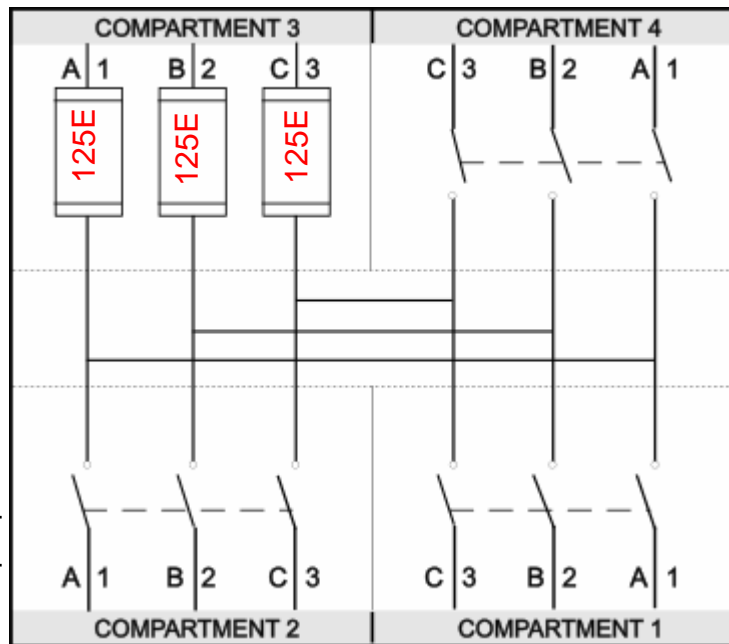 COMPARTMENT 3 COMPARTMENT 4
A 1 B 2 C 3 C 3 B 2 A 1
125E 125E 125E
A 1 B 2 C 3 C 3 B 2 A 1
COMPARTMENT 2 COMPARTMENT 1